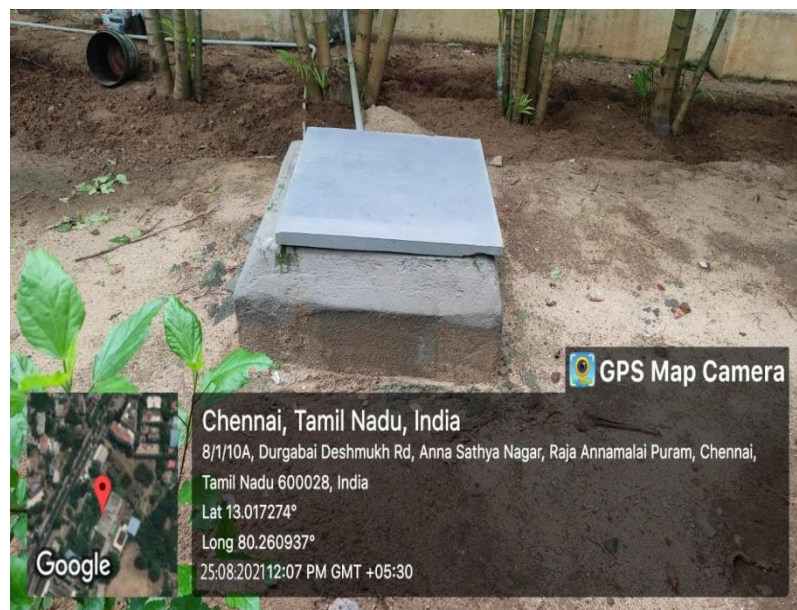 GPS Map Camera
Chennai, Tamil Nadu, India
8/1/10A, Durgabai Deshmukh Rd, Anna Sathya Nagar, Raja Annamalai Puram, Chennai,
Tamil Nadu 600028, India
Lat 13.017274°
Long 80.260937°
25:08:202112:07 PM GMT +05:30
Google